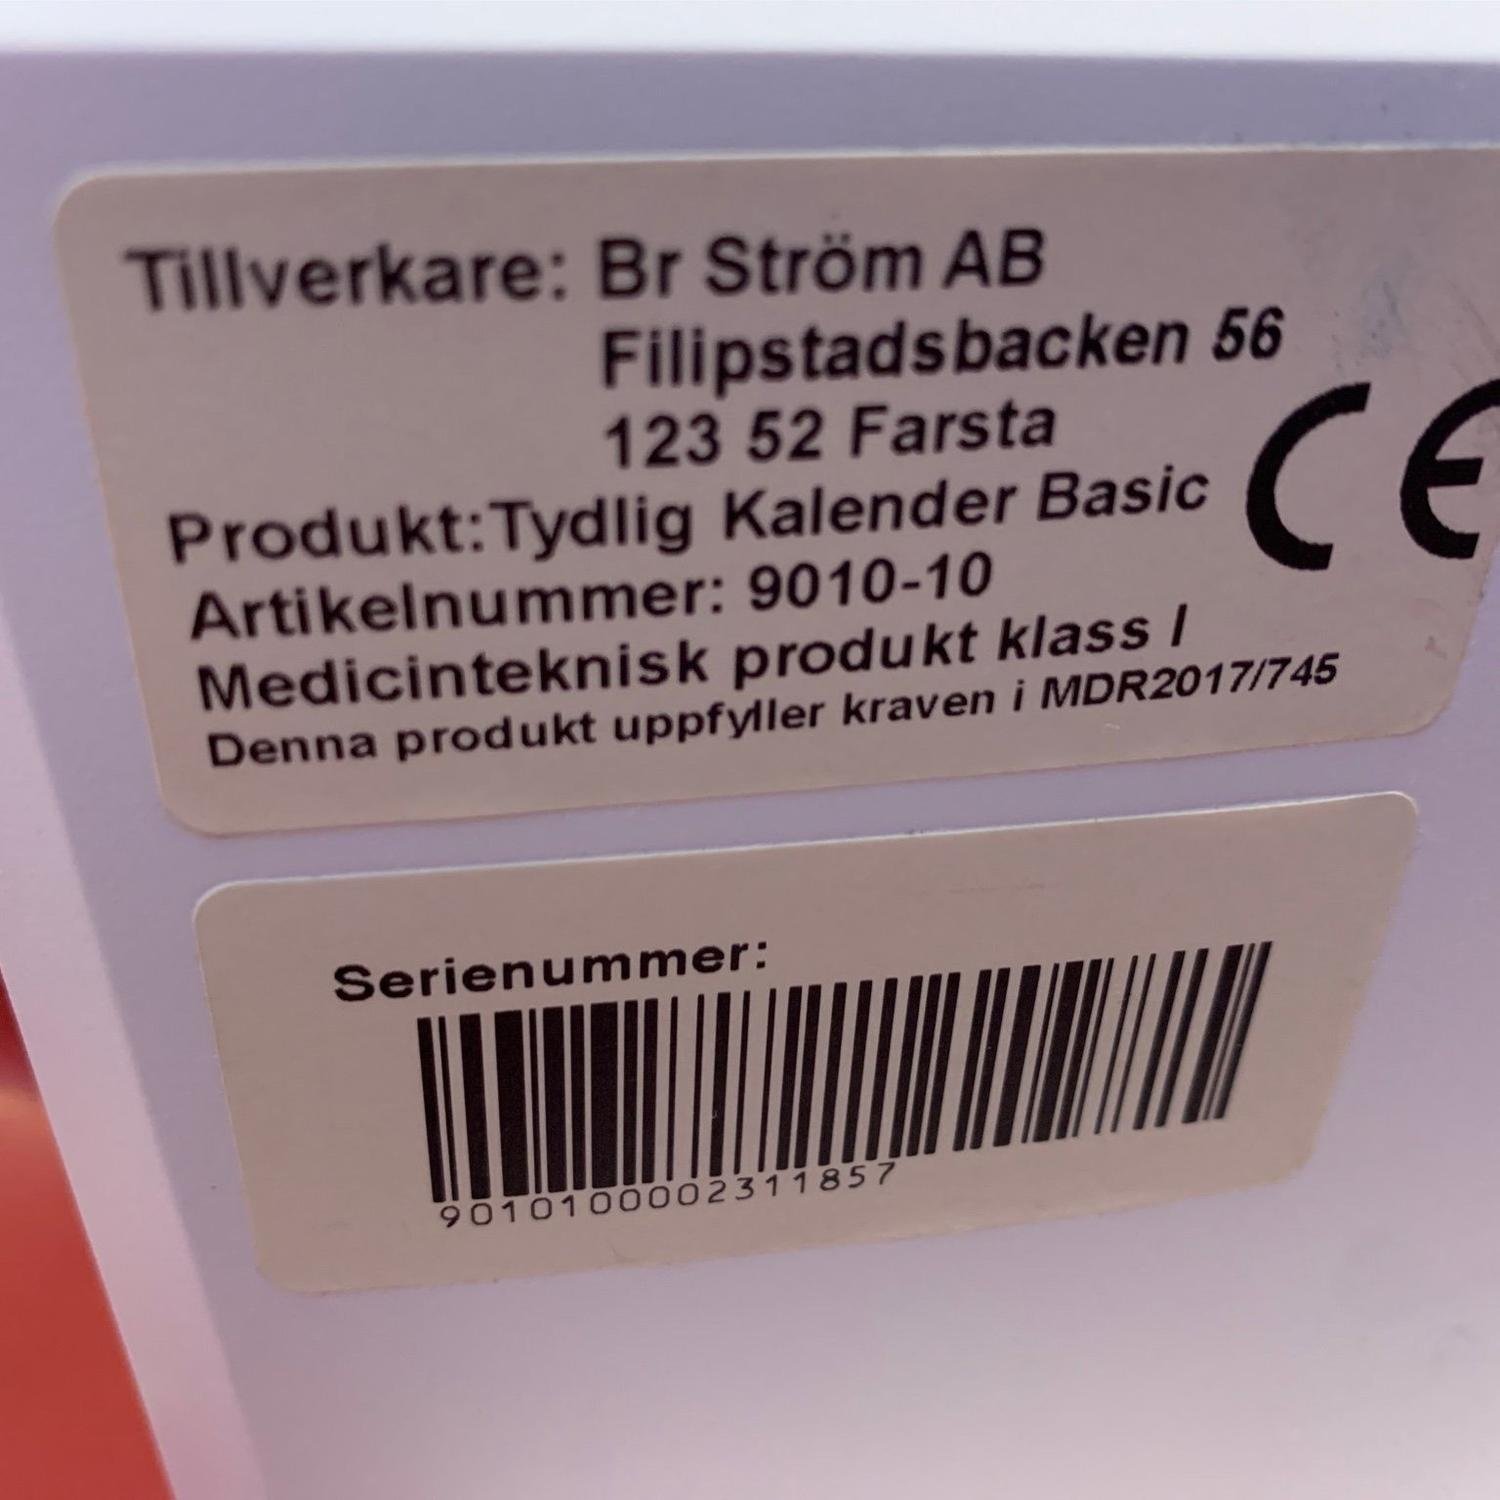 Tillverkare: Br Ström AB
Filipstadsbacken 56
123 52 Farsta
Produkt:Tydlig Kalender Basic
Artikelnummer: 9010-10
Medicinteknisk produkt klass I
Denna produkt uppfyller kraven i MDR2017/745
CE
Serienummer:
9010100002311857